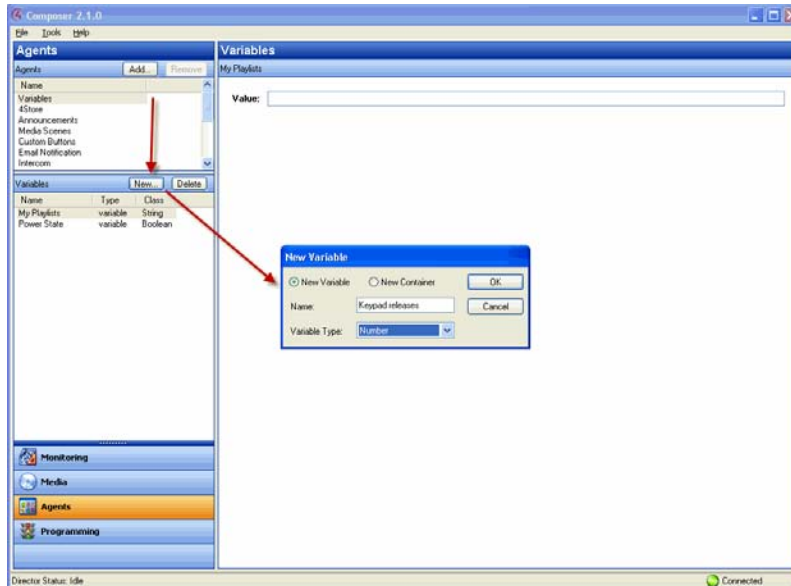 Composer 2.1.0
File Tools Help
Agents
Agents Add... Remove
Name
Variables
4Store
Announcements
Media Scenes
Custom Buttons
Email Notification
Intercom
Variables New... Delete
Name Type Class
My Playlists variable String
Power State variable Boolean
Monitoring
Media
Agents
Programming
Variables
My Playlists
Value:
New Variable
New Variable New Container OK
Name: Keypad releases Cancel
Variable Type: Number
Director Status: Idle Connected